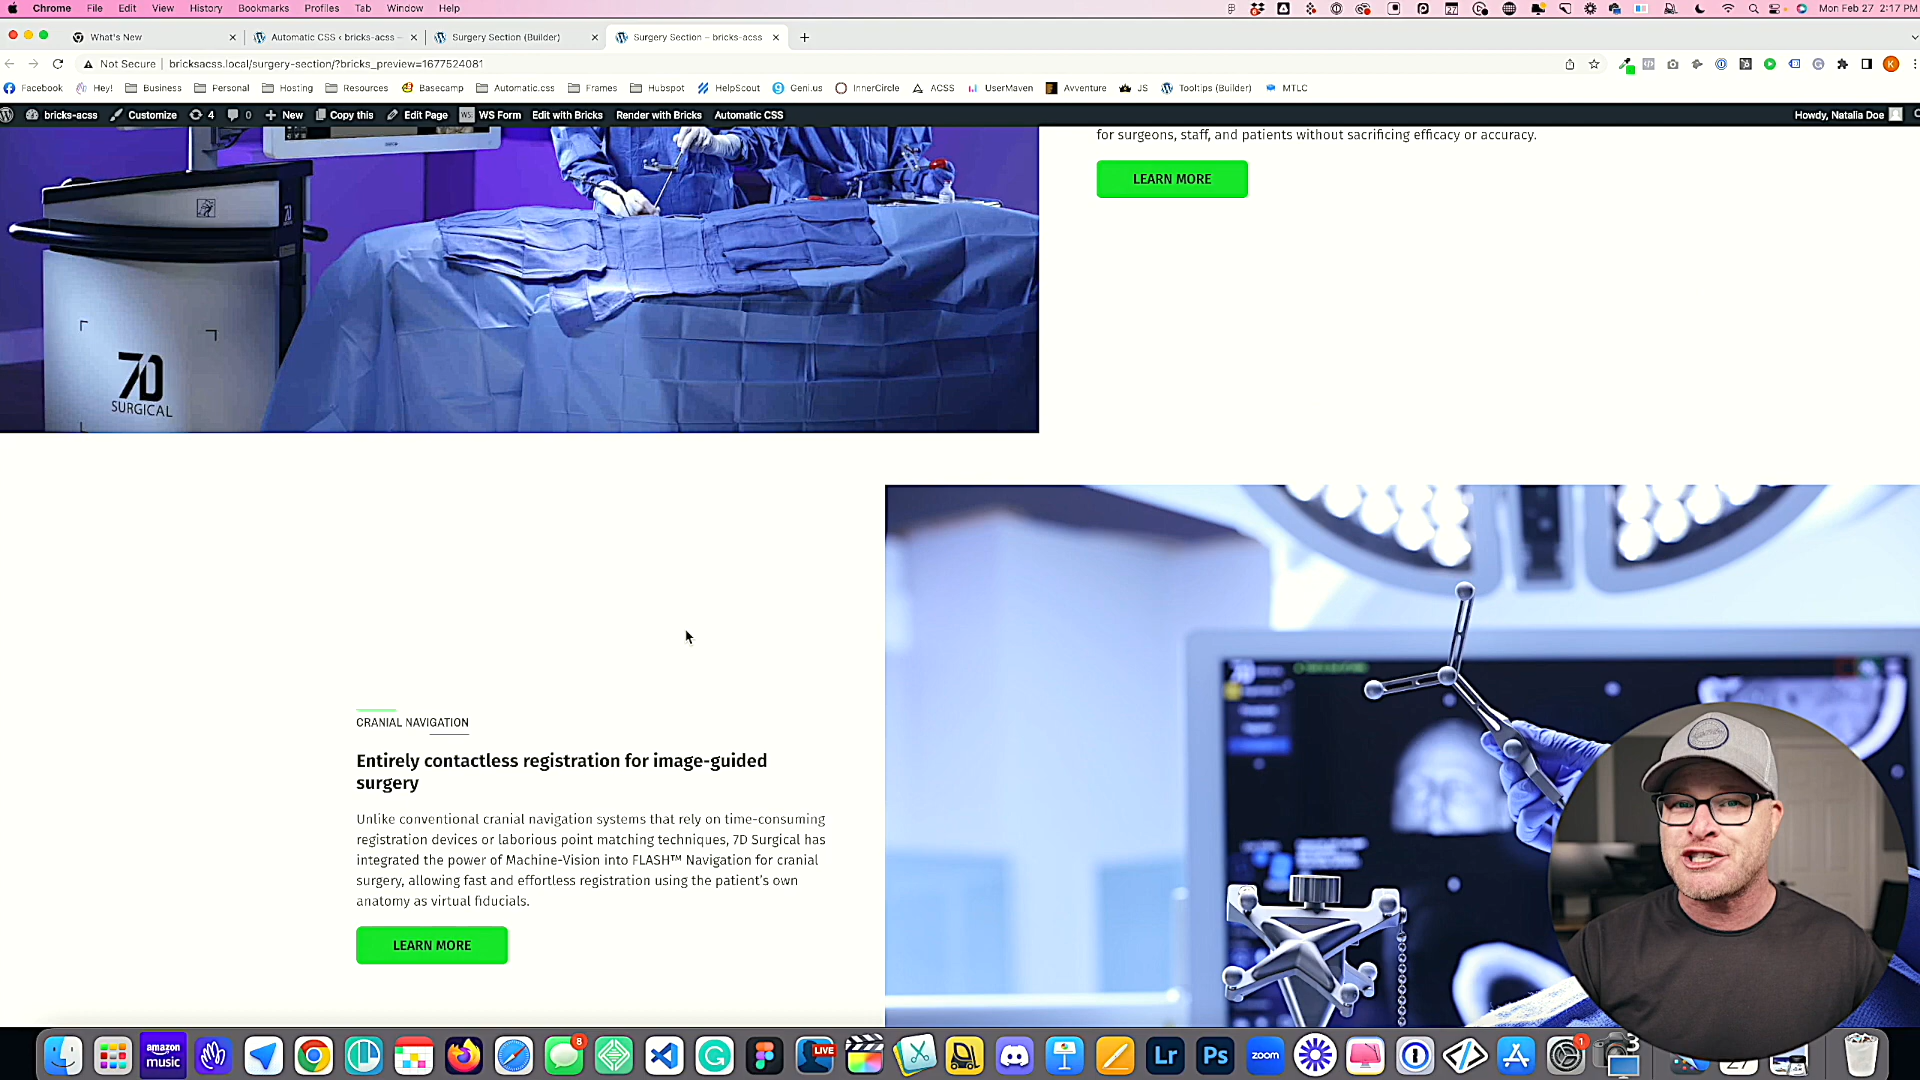 Chrome File Edit View History Bookmarks Profiles Tab Window Help Mon Feb 27 2:17 PM
What's New Automatic CSS ‹ bricks-acss – Surgery Section (Builder) Surgery Section – bricks-acss
Not Secure bricksacss.local/surgery-section/?bricks_preview=1677524081
Facebook Hey! Business Personal Hosting Resources Basecamp Automatic.css Frames Hubspot HelpScout Geni.us InnerCircle ACSS UserMaven Avventure JS Tooltips (Builder) MTLC
bricks-acss Customize 4 0 New Copy this Edit Page WS Form Edit with Bricks Render with Bricks Automatic CSS Howdy, Natalia Doe
for surgeons, staff, and patients without sacrificing efficacy or accuracy.
LEARN MORE
7D
7D
SURGICAL
CRANIAL NAVIGATION
Entirely contactless registration for image-guided
surgery
Unlike conventional cranial navigation systems that rely on time-consuming
registration devices or laborious point matching techniques, 7D Surgical has
integrated the power of Machine-Vision into FLASH™ Navigation for cranial
surgery, allowing fast and effortless registration using the patient's own
anatomy as virtual fiducials.
LEARN MORE
amazon
music
8
LIVE
Lr
Ps
zoom
1
3
27